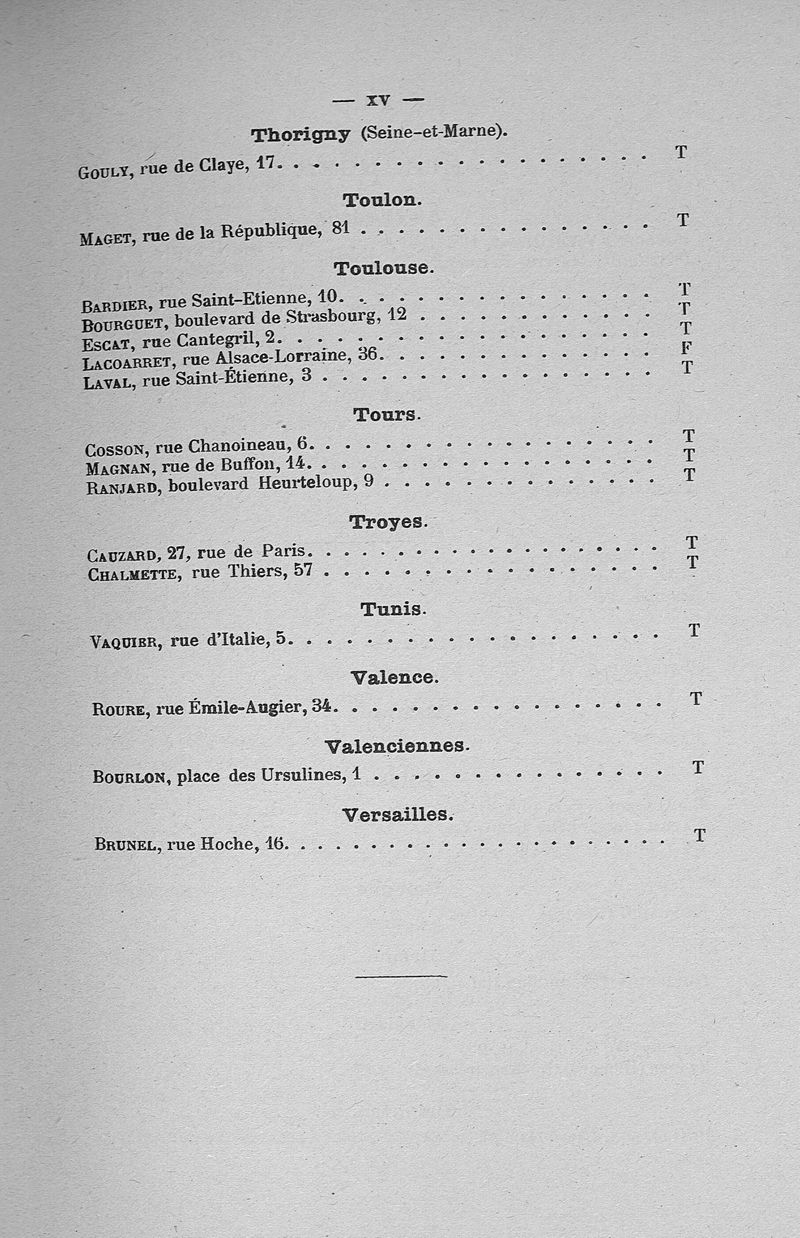 — XV —
Thorigny (Seine-et-Marne).
GOULY, rue de Claye, 17. . . . . . . . . . . . . . . . . . . T
Toulon.
MAGET, rue de la République, 81 . . . . . . . . . . . . . . . T
Toulouse.
BARDIER, rue Saint-Etienne, 10. . . . . . . . . . . . . . . . T
BOURGUET, boulevard de Strasbourg, 12 . . . . . . . . . . . . T
ESCAT, rue Cantegril, 2. . . . . . . . . . . . . . . . . . . T
LACOARRET, rue Alsace-Lorraine, 36. . . . . . . . . . . . . . F
LAVAL, rue Saint-Étienne, 3 . . . . . . . . . . . . . . . . . T
Tours.
COSSON, rue Chanoineau, 6. . . . . . . . . . . . . . . . . . T
MAGNAN, rue de Buffon, 14. . . . . . . . . . . . . . . . . . T
RANJARD, boulevard Heurteloup, 9 . . . . . . . . . . . . . . T
Troyes.
CAUZARD, 27, rue de Paris. . . . . . . . . . . . . . . . . . T
CHALMETTE, rue Thiers, 57 . . . . . . . . . . . . . . . . . T
Tunis.
VAQUIER, rue d'Italie, 5. . . . . . . . . . . . . . . . . . . T
Valence.
ROURE, rue Émile-Augier, 34. . . . . . . . . . . . . . . . . T
Valenciennes.
BOURLON, place des Ursulines, 1 . . . . . . . . . . . . . . . T
Versailles.
BRUNEL, rue Hoche, 16. . . . . . . . . . . . . . . . . . . . T